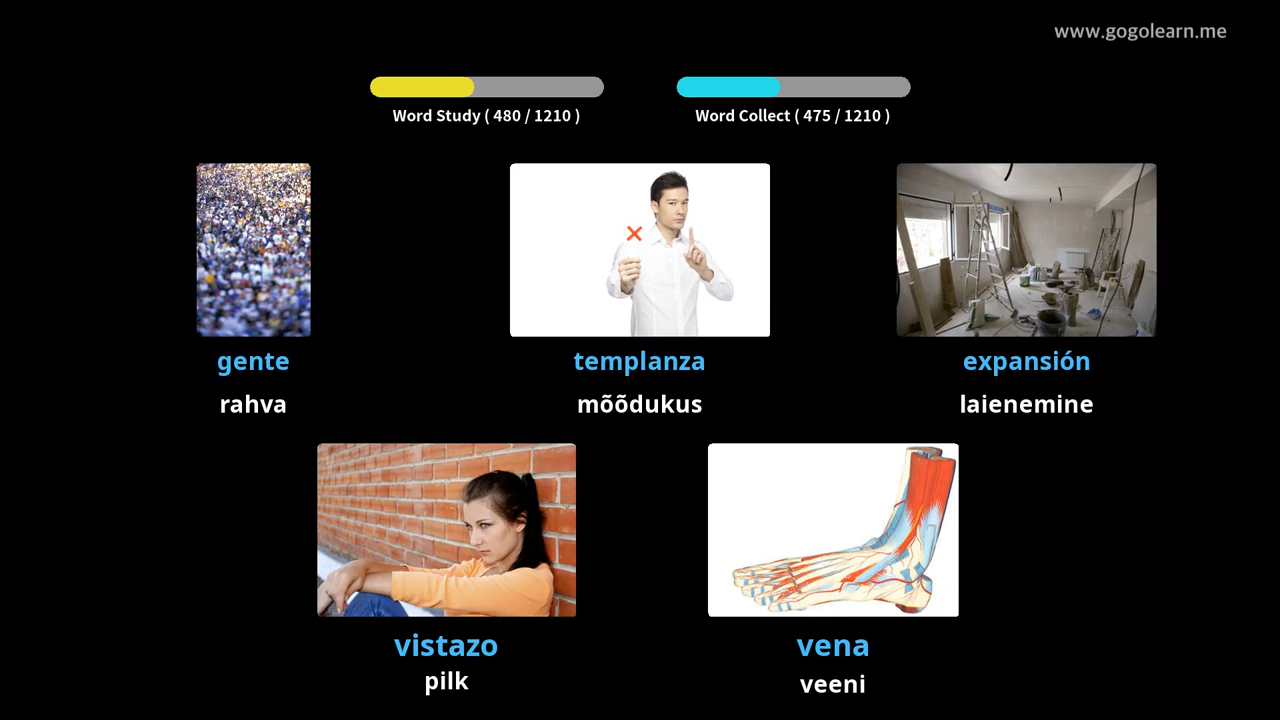 www.gogolearn.me
Word Study ( 480 / 1210 )
Word Collect ( 475 / 1210 )
gente
rahva
templanza
mõõdukus
expansión
laienemine
vistazo
pilk
vena
veeni